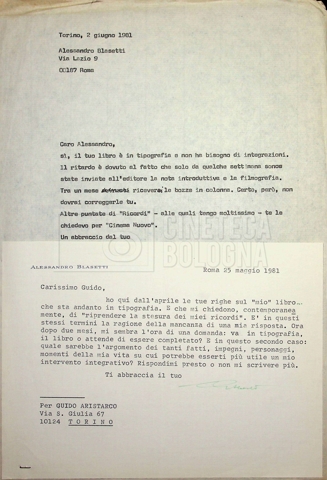 Torino, 2 giugno 1981
Alessandro Blasetti
Via Lazio 9
00187 Roma
Caro Alessandro,
sì, il tuo libro è in tipografia e non ha bisogno di integrazioni.
Il ritardo è dovuto al fatto che solo da qualche settimana sono
state inviate all'editore la nota introduttiva e la filmografia.
Tra un mese riceverai le bozze in colonna. Certo, però, non
dovrai correggerle tu.
Altre puntate di "Ricordi" - alle quali tengo moltissimo - te le
chiedevo per "Cinema Nuovo".
Un abbraccio dal tuo
CINETECA
BOLOGNA
ALESSANDRO BLASETTI
Roma 25 maggio 1981
Carissimo Guido,
ho qui dall'aprile le tue righe sul "mio" libro...
che sta andanto in tipografia. E che mi chiedono, contemporanea
mente, di "riprendere la stesura dei miei ricordi". E' in questi
stessi termini la ragione della mancanza di una mia risposta. Ora
dopo due mesi, mi sembra l'ora di una domanda: va in tipografia,
il libro o attende di essere completato? E in questo secondo caso:
quale sarebbe l'argomento dei tanti fatti, impegni, personaggi,
momenti della mia vita su cui potrebbe esserti più utile un mio
intervento integrativo? Rispondimi presto o non mi scrivere più.
Ti abbraccia il tuo
Per GUIDO ARISTARCO
Via S. Giulia 67
10124 TORINO